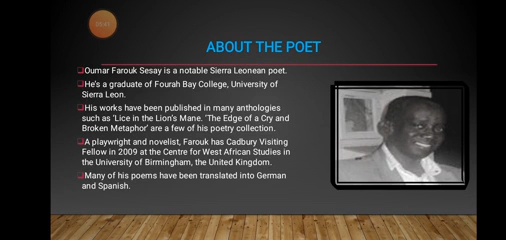 ABOUT THE POET
Oumar Farouk Sesay is a notable Sierra Leonean poet.
He's a graduate of Fourah Bay College, University of
Sierra Leon.
His works have been published in many anthologies
such as 'Lice in the Lion's Mane. 'The Edge of a Cry and
Broken Metaphor' are a few of his poetry collection.
A playwright and novelist, Farouk has Cadbury Visiting
Fellow in 2009 at the Centre for West African Studies in
the University of Birmingham, the United Kingdom.
Many of his poems have been translated into German
and Spanish.